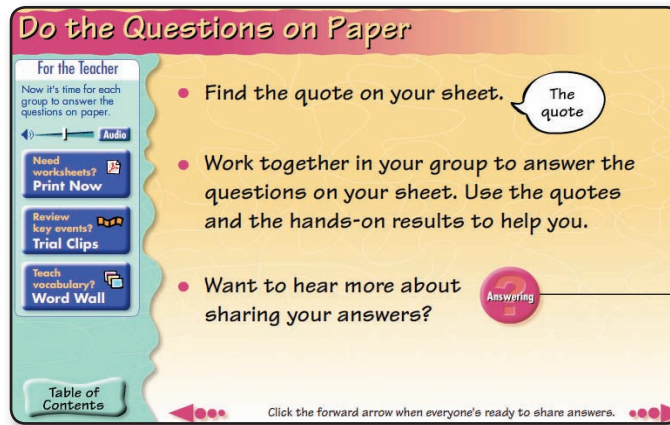 Do the Questions on Paper
For the Teacher
Now it's time for each
group to answer the
questions on paper.
Audio
Need
worksheets?
Print Now
Review
key events?
Trial Clips
Teach
vocabulary?
Word Wall
Table of
Contents
Find the quote on your sheet.
The
quote
Work together in your group to answer the
questions on your sheet. Use the quotes
and the hands-on results to help you.
Want to hear more about
sharing your answers?
?
Answering
Click the forward arrow when everyone's ready to share answers.